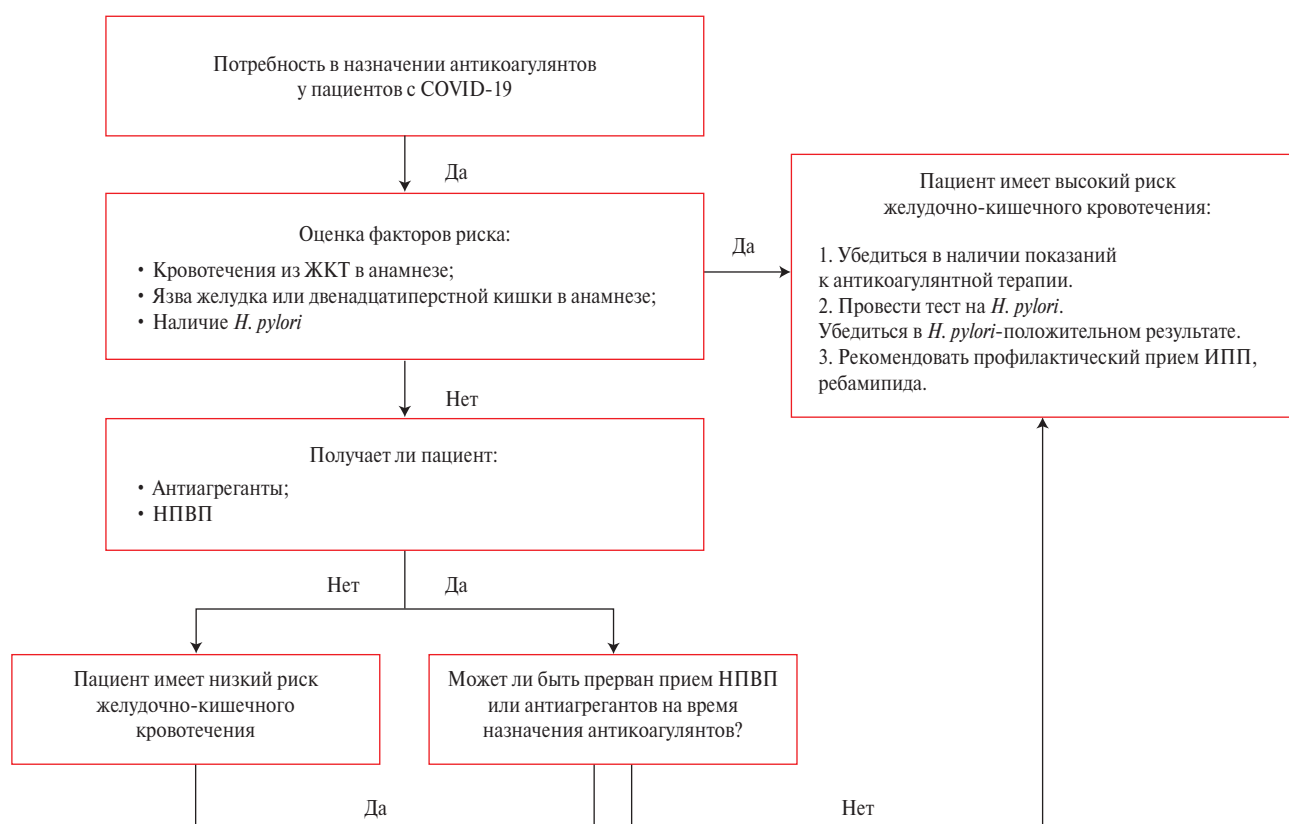 Потребность в назначении антикоагулянтов
у пациентов с COVID-19
Да
Оценка факторов риска:
• Кровотечения из ЖКТ в анамнезе;
• Язва желудка или двенадцатиперстной кишки в анамнезе;
• Наличие H. pylori
Да
Пациент имеет высокий риск
желудочно-кишечного кровотечения:
1. Убедиться в наличии показаний
к антикоагулянтной терапии.
2. Провести тест на H. pylori.
Убедиться в H. pylori-положительном результате.
3. Рекомендовать профилактический прием ИПП,
ребамипида.
Нет
Получает ли пациент:
• Антиагреганты;
• НПВП
Нет
Да
Пациент имеет низкий риск
желудочно-кишечного
кровотечения
Может ли быть прерван прием НПВП
или антиагрегантов на время
назначения антикоагулянтов?
Да
Нет